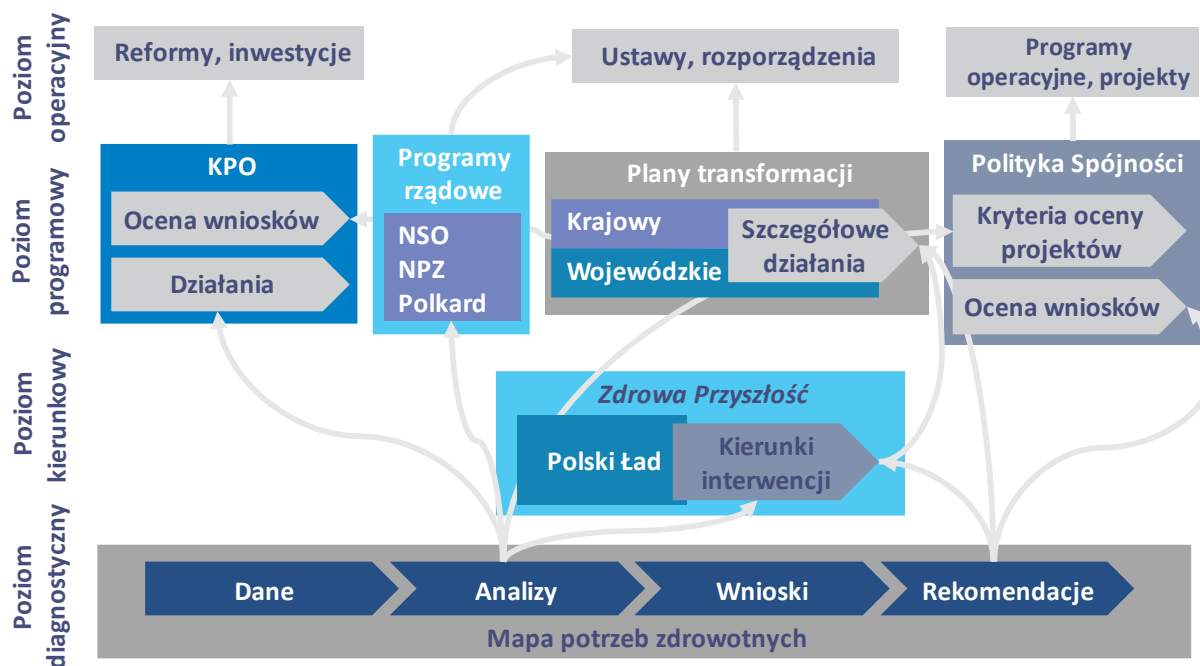 Poziom
operacyjny
Reformy, inwestycje
Ustawy, rozporządzenia
Programy
operacyjne, projekty
Poziom
programowy
KPO
Ocena wniosków
Działania
Programy
rządowe
NSO
NPZ
Polkard
Plany transformacji
Krajowy
Wojewódzkie
Szczegółowe
działania
Polityka Spójności
Kryteria oceny
projektów
Ocena wniosków
Poziom
kierunkowy
Zdrowa Przyszłość
Polski Ład
Kierunki
interwencji
Poziom
diagnostyczny
Dane
Analizy
Wnioski
Rekomendacje
Mapa potrzeb zdrowotnych